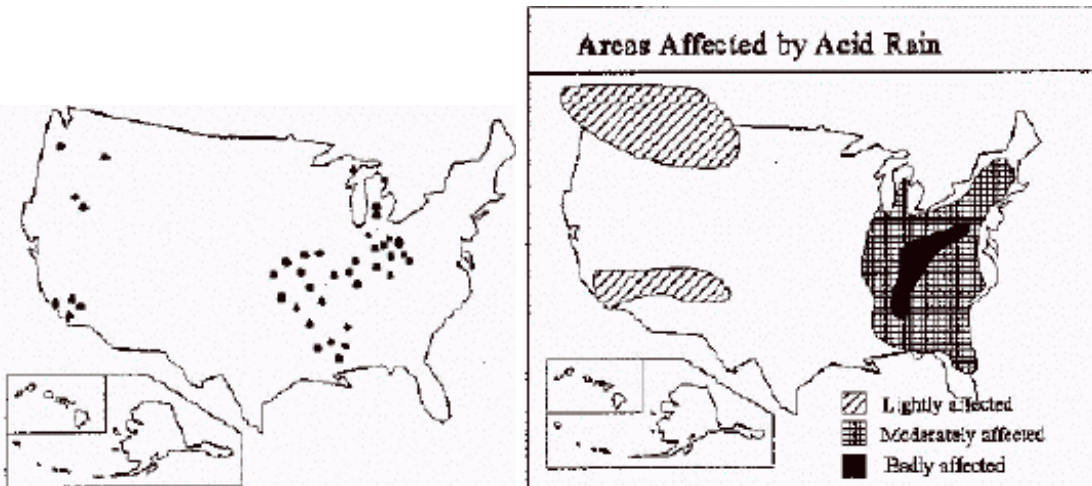 Areas Affected by Acid Rain
Lightly affected
Moderately affected
Badly affected